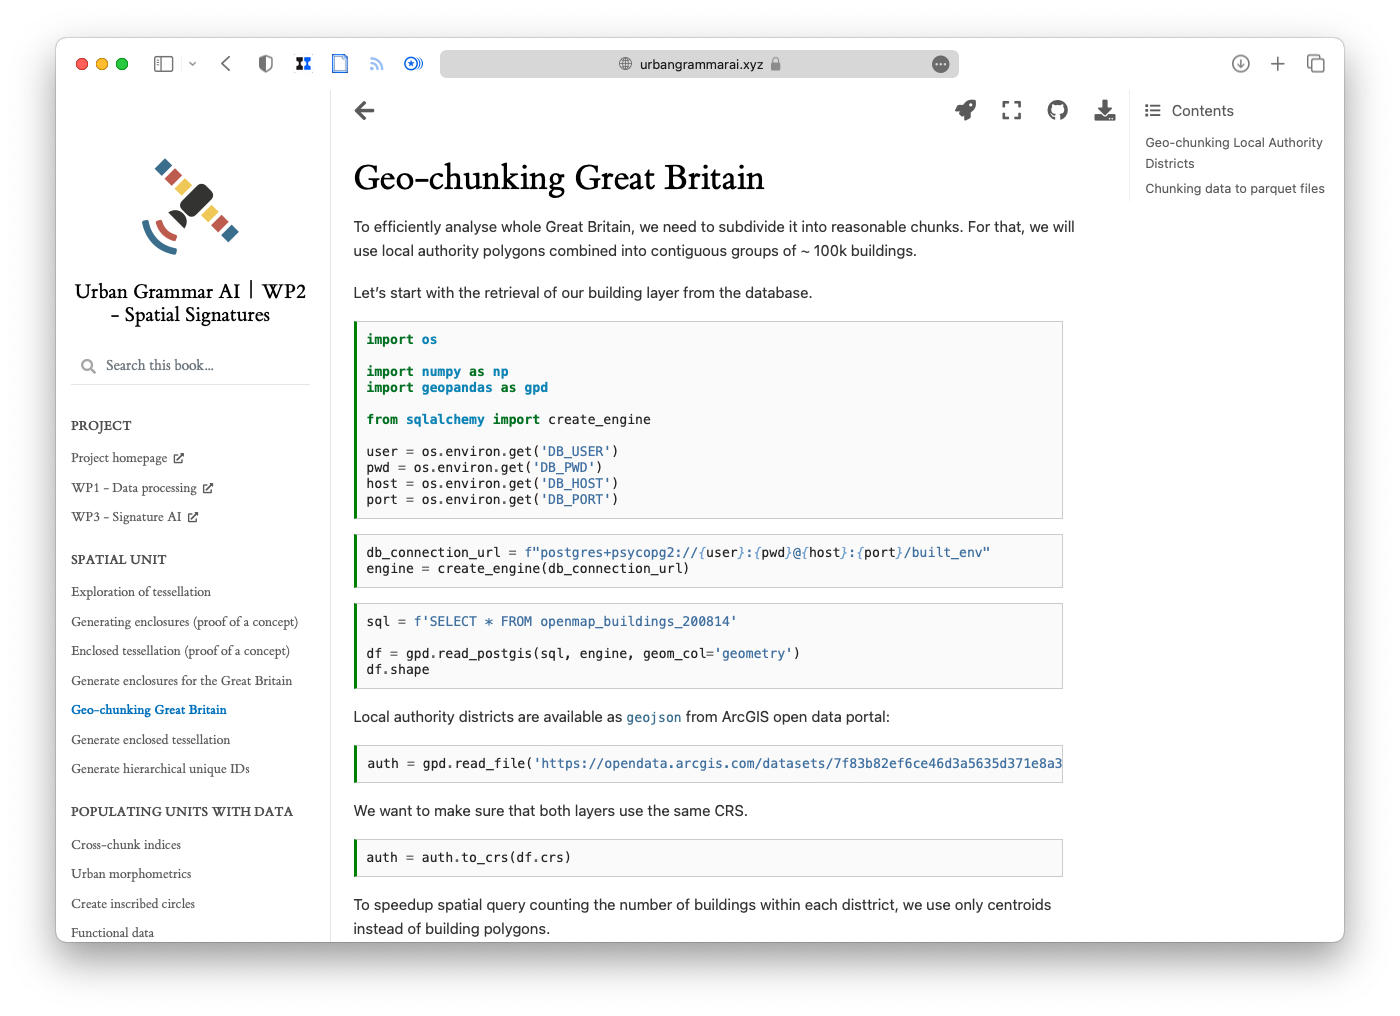 urbangrammarai.xyz
Urban Grammar AI | WP2
- Spatial Signatures
Search this book...
PROJECT
Project homepage
WP1 - Data processing
WP3 - Signature AI
SPATIAL UNIT
Exploration of tessellation
Generating enclosures (proof of a concept)
Enclosed tessellation (proof of a concept)
Generate enclosures for the Great Britain
Geo-chunking Great Britain
Generate enclosed tessellation
Generate hierarchical unique IDs
POPULATING UNITS WITH DATA
Cross-chunk indices
Urban morphometrics
Create inscribed circles
Functional data
Geo-chunking Great Britain
To efficiently analyse whole Great Britain, we need to subdivide it into reasonable chunks. For that, we will
use local authority polygons combined into contiguous groups of ~ 100k buildings.
Let's start with the retrieval of our building layer from the database.
import os
import numpy as np
import geopandas as gpd
from sqlalchemy import create_engine
user = os.environ.get('DB_USER')
pwd = os.environ.get('DB_PWD')
host = os.environ.get('DB_HOST')
port = os.environ.get('DB_PORT')
db_connection_url = f"postgres+psycopg2://{user}:{pwd}@{host}:{port}/built_env"
engine = create_engine(db_connection_url)
sql = f'SELECT * FROM openmap_buildings_200814'
df = gpd.read_postgis(sql, engine, geom_col='geometry')
df.shape
Local authority districts are available as geojson from ArcGIS open data portal:
auth = gpd.read_file('https://opendata.arcgis.com/datasets/7f83b82ef6ce46d3a5635d371e8a3
We want to make sure that both layers use the same CRS.
auth = auth.to_crs(df.crs)
To speedup spatial query counting the number of buildings within each disttrict, we use only centroids
instead of building polygons.
Contents
Geo-chunking Local Authority
Districts
Chunking data to parquet files